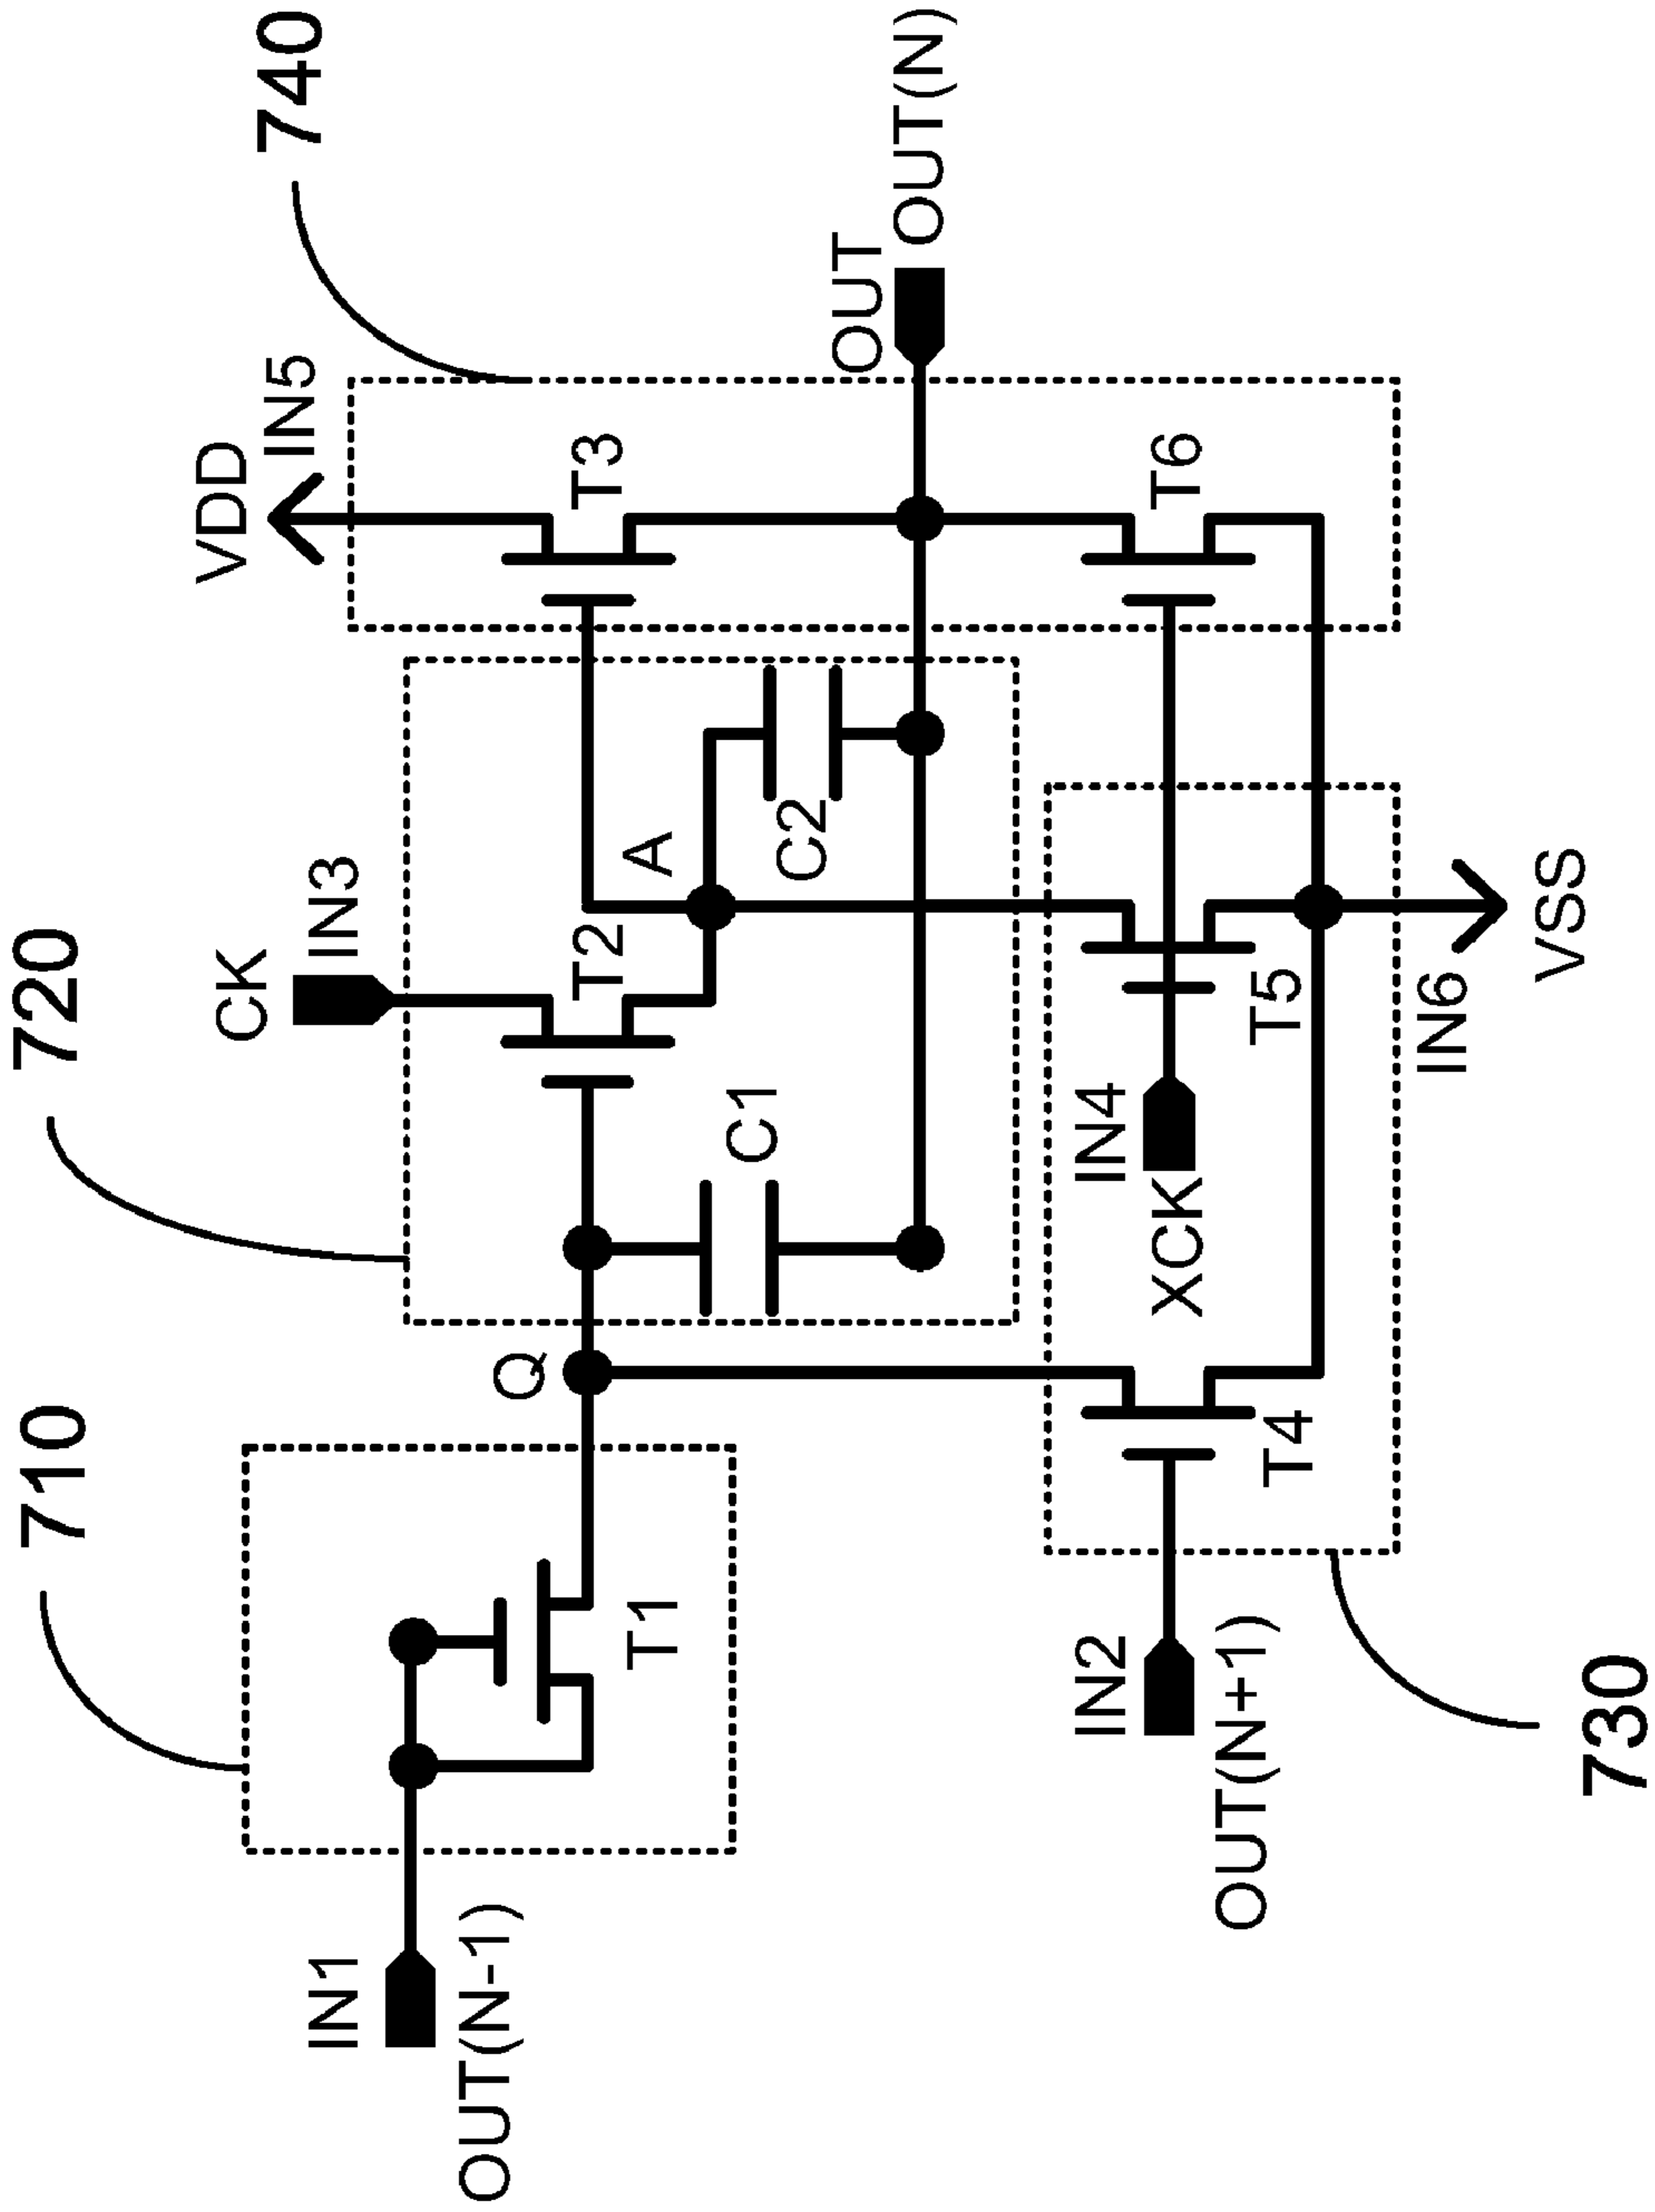 710
720
740
CK
IN3
VDD
IN5
IN1
OUT(N-1)
T1
Q
T2
T3
A
C1
C2
OUT
OUT(N)
IN2
OUT(N+1)
T4
IN4
XCK
T5
T6
IN6
VSS
730